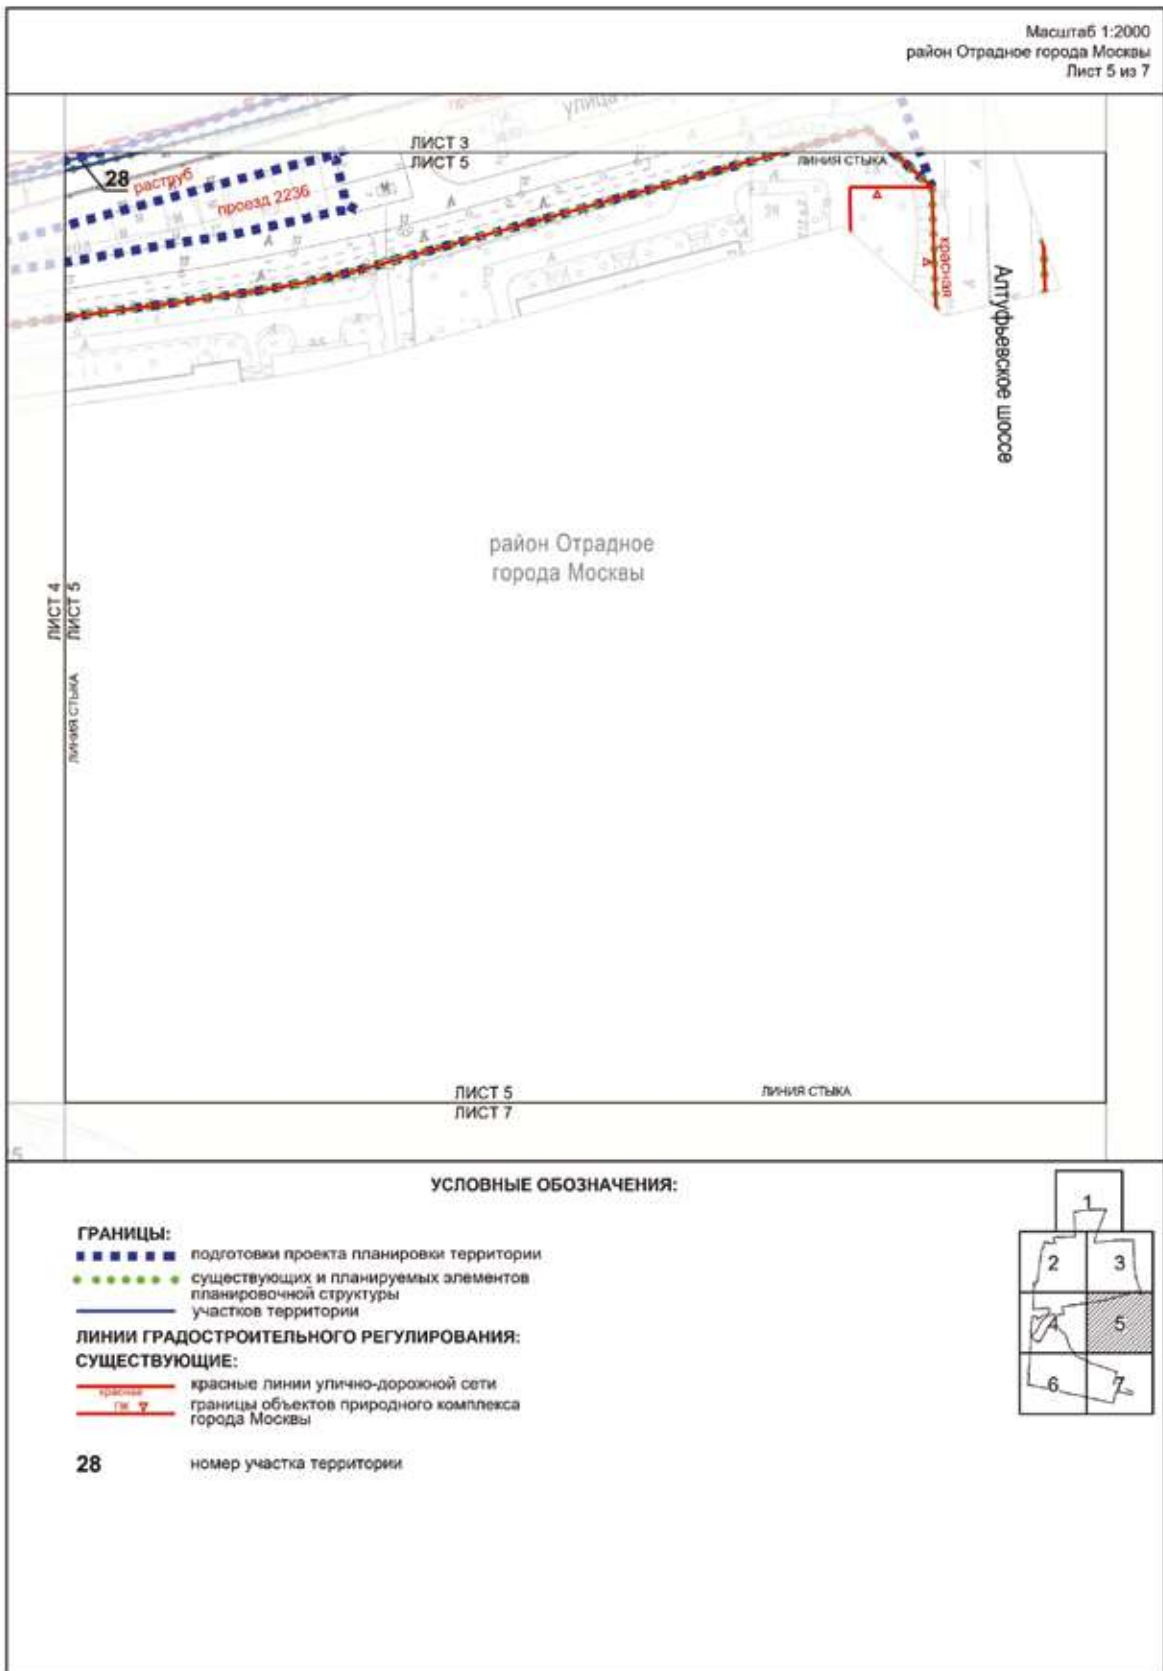 Масштаб 1:2000
район Отрадное города Москвы
Лист 5 из 7
улица
ЛИСТ 3
ЛИСТ 5
ЛИНИЯ СТЫКА
28
раструб
проезд 2236
красная
Алтуфьевское шоссе
район Отрадное
города Москвы
ЛИСТ 4
ЛИСТ 5
ЛИНИЯ СТЫКА
ЛИСТ 5
ЛИНИЯ СТЫКА
ЛИСТ 7
УСЛОВНЫЕ ОБОЗНАЧЕНИЯ:
ГРАНИЦЫ:
подготовки проекта планировки территории
существующих и планируемых элементов
планировочной структуры
участков территории
ЛИНИИ ГРАДОСТРОИТЕЛЬНОГО РЕГУЛИРОВАНИЯ:
СУЩЕСТВУЮЩИЕ:
красные линии улично-дорожной сети
красные
ПК
границы объектов природного комплекса
города Москвы
28
номер участка территории
1
2
3
4
5
6
7